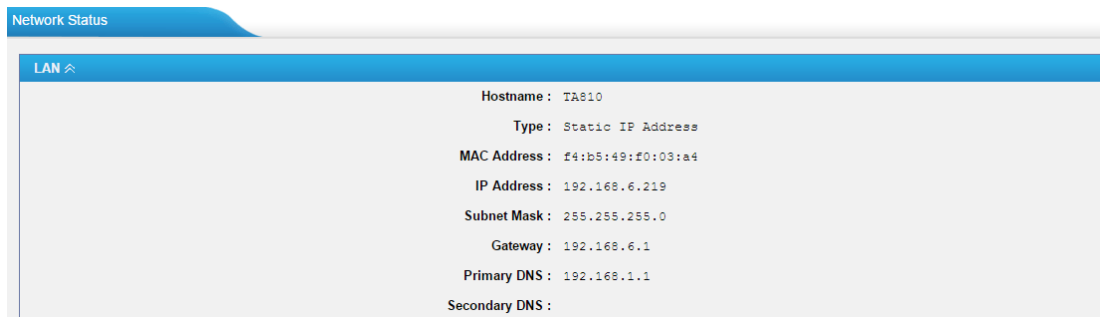 Network Status
LAN
Hostname : TA810
Type : Static IP Address
MAC Address : f4:b5:49:f0:03:a4
IP Address : 192.168.6.219
Subnet Mask : 255.255.255.0
Gateway : 192.168.6.1
Primary DNS : 192.168.1.1
Secondary DNS :